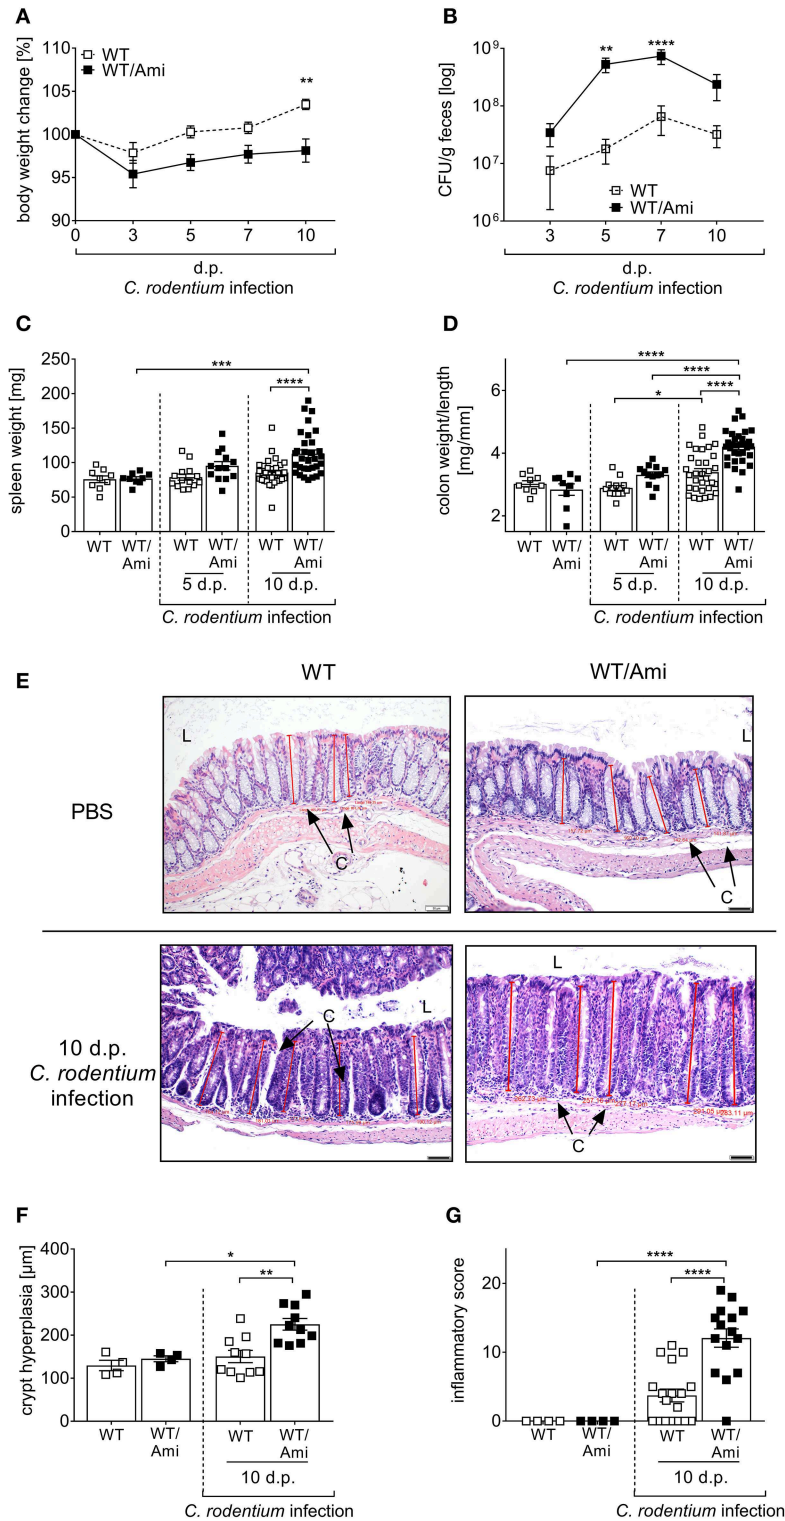 A
body weight change [%]
110
105
100
95
90
WT
WT/Ami
**
0 3 5 7 10
d.p.
C. rodentium infection
B
CFU/g feces [log]
10⁹
10⁸
10⁷
10⁶
** ****
WT
WT/Ami
3 5 7 10
d.p.
C. rodentium infection
C
spleen weight [mg]
250
200
150
100
50
0
***
****
WT WT/ WT WT/ WT WT/
Ami Ami Ami
5 d.p. 10 d.p.
C. rodentium infection
D
colon weight/length
[mg/mm]
6
4
2
****
****
* ****
WT WT/ WT WT/ WT WT/
Ami Ami Ami
5 d.p. 10 d.p.
C. rodentium infection
E
WT WT/Ami
PBS
L
C
L
C
10 d.p.
C. rodentium
infection
C
L
L
C
283.11 µm
F
crypt hyperplasia [µm]
400
300
200
100
0
*
**
WT WT/ WT WT/
Ami Ami
10 d.p.
C. rodentium infection
G
inflammatory score
20
10
0
****
****
WT WT/ WT WT/
Ami Ami
10 d.p.
C. rodentium infection